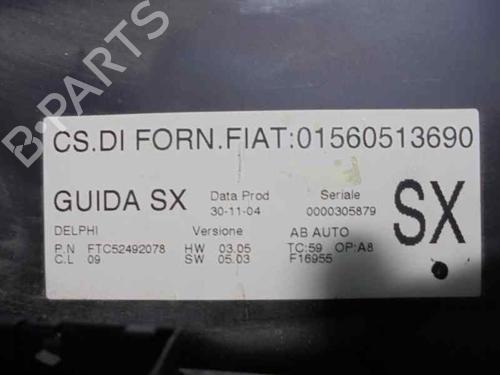 CS.DI FORN.FIAT:01560513690
GUIDA SX Data Prod Seriale SX
30-11-04 0000305879
DELPHI Versione AB AUTO
P.N FTC52492078 HW 03.05 TC:59 OP:A8
C.L 09 SW 05.03 F16955
B-PARTS